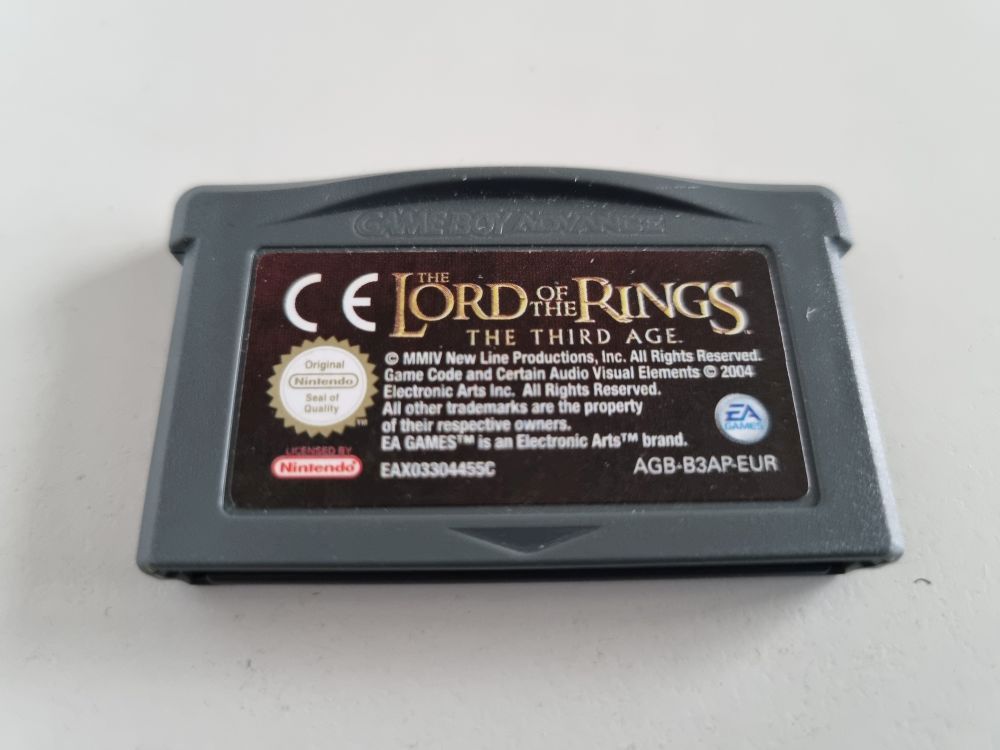 GAME BOY ADVANCE
CE
THE
LORD OF THE RINGS™
THE THIRD AGE™
© MMIV New Line Productions, Inc. All Rights Reserved.
Game Code and Certain Audio Visual Elements © 2004
Electronic Arts Inc. All Rights Reserved.
All other trademarks are the property
of their respective owners.
EA GAMES™ is an Electronic Arts™ brand.
Original
Nintendo
Seal of
Quality
™
EA
GAMES
LICENSED BY
Nintendo®
EAX03304455C
AGB-B3AP-EUR